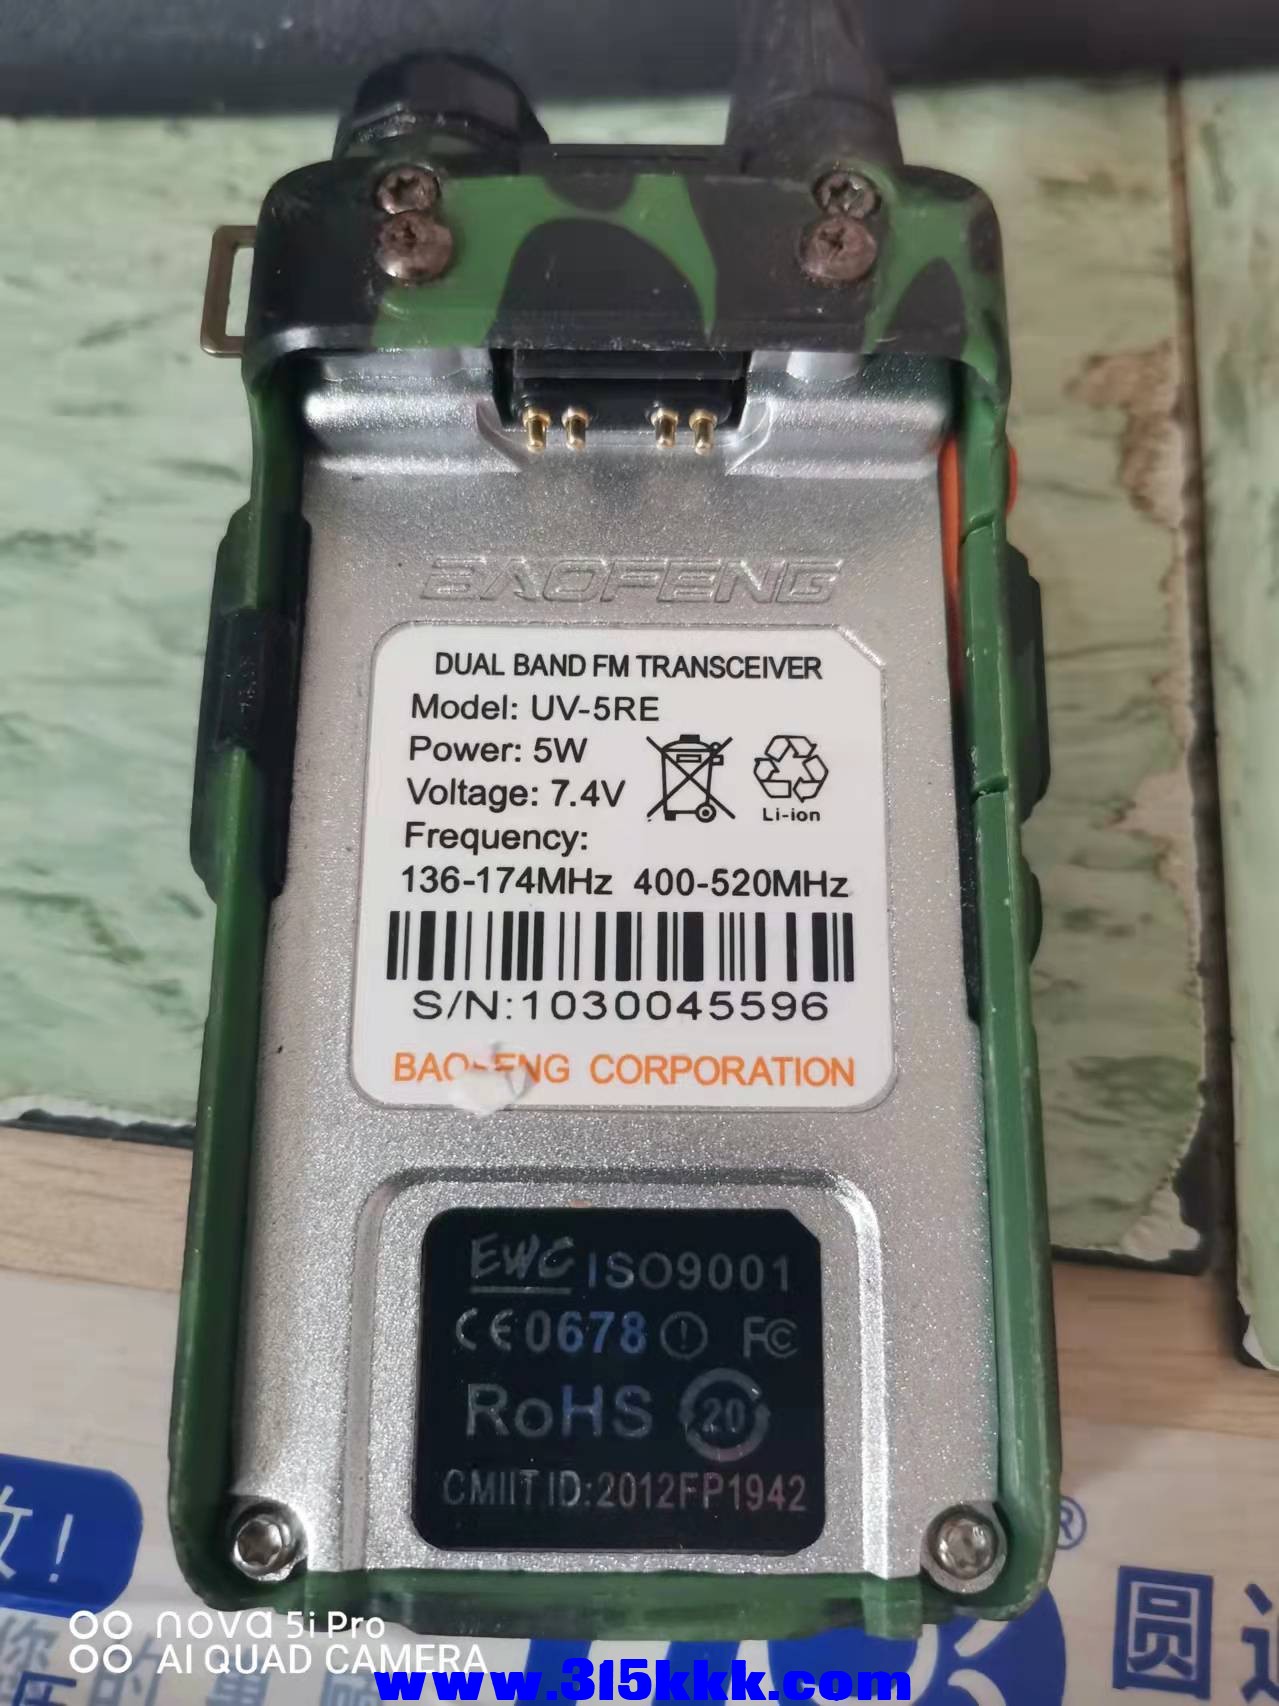 BAOFENG
DUAL BAND FM TRANSCEIVER
Model: UV-5RE
Power: 5W
Voltage: 7.4V
Li-ion
Frequency:
136-174MHz 400-520MHz
S/N:1030045596
BAOFENG CORPORATION
EWC ISO9001
CE0678 FC
RoHS 20
CMIIT ID:2012FP1942
!
®
圆
nova 5i Pro
AI QUAD CAMERA
www.315kkk.com